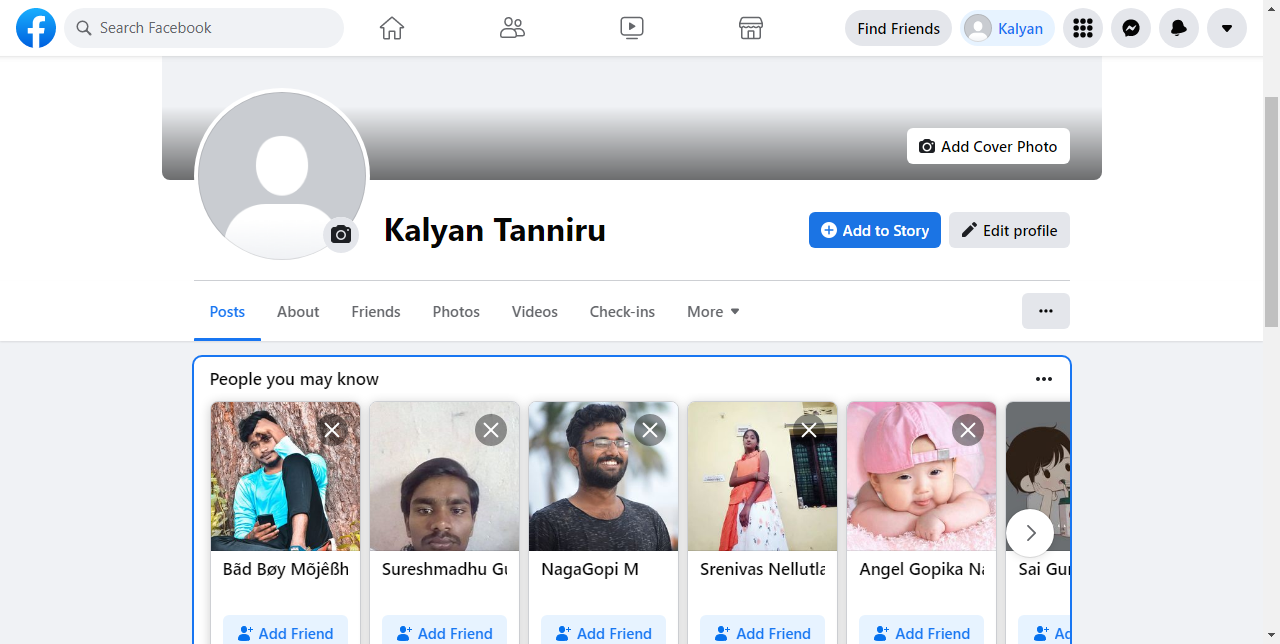 Search Facebook
Find Friends
Kalyan
Add Cover Photo
Kalyan Tanniru
Add to Story
Edit profile
Posts About Friends Photos Videos Check-ins More
People you may know
Bãd Bøy Mõjêßh
Sureshmadhu Gu
NagaGopi M
Srenivas Nellutla
Angel Gopika Na
Sai Gur
Add Friend
Add Friend
Add Friend
Add Friend
Add Friend
Ad